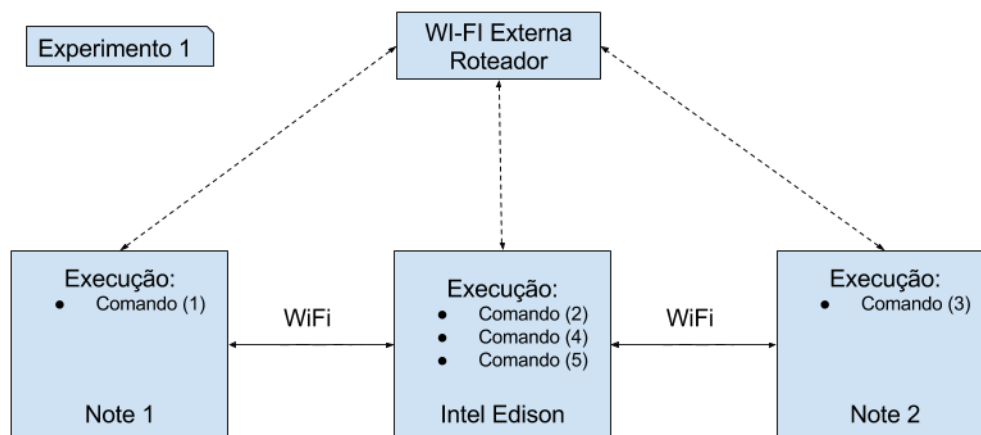 Experimento 1
WI-FI Externa
Roteador
Execução:
● Comando (1)
Note 1
WiFi
Execução:
● Comando (2)
● Comando (4)
● Comando (5)
Intel Edison
WiFi
Execução:
● Comando (3)
Note 2